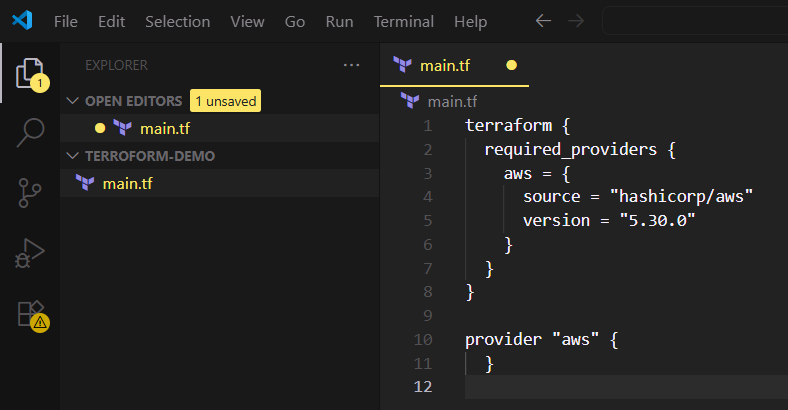 File Edit Selection View Go Run Terminal Help
EXPLORER
OPEN EDITORS 1 unsaved
main.tf
TERROFORM-DEMO
main.tf
1
main.tf
main.tf
1 terraform {
2 required_providers {
3 aws = {
4 source = "hashicorp/aws"
5 version = "5.30.0"
6 }
7 }
8 }
9
10 provider "aws" {
11 }
12